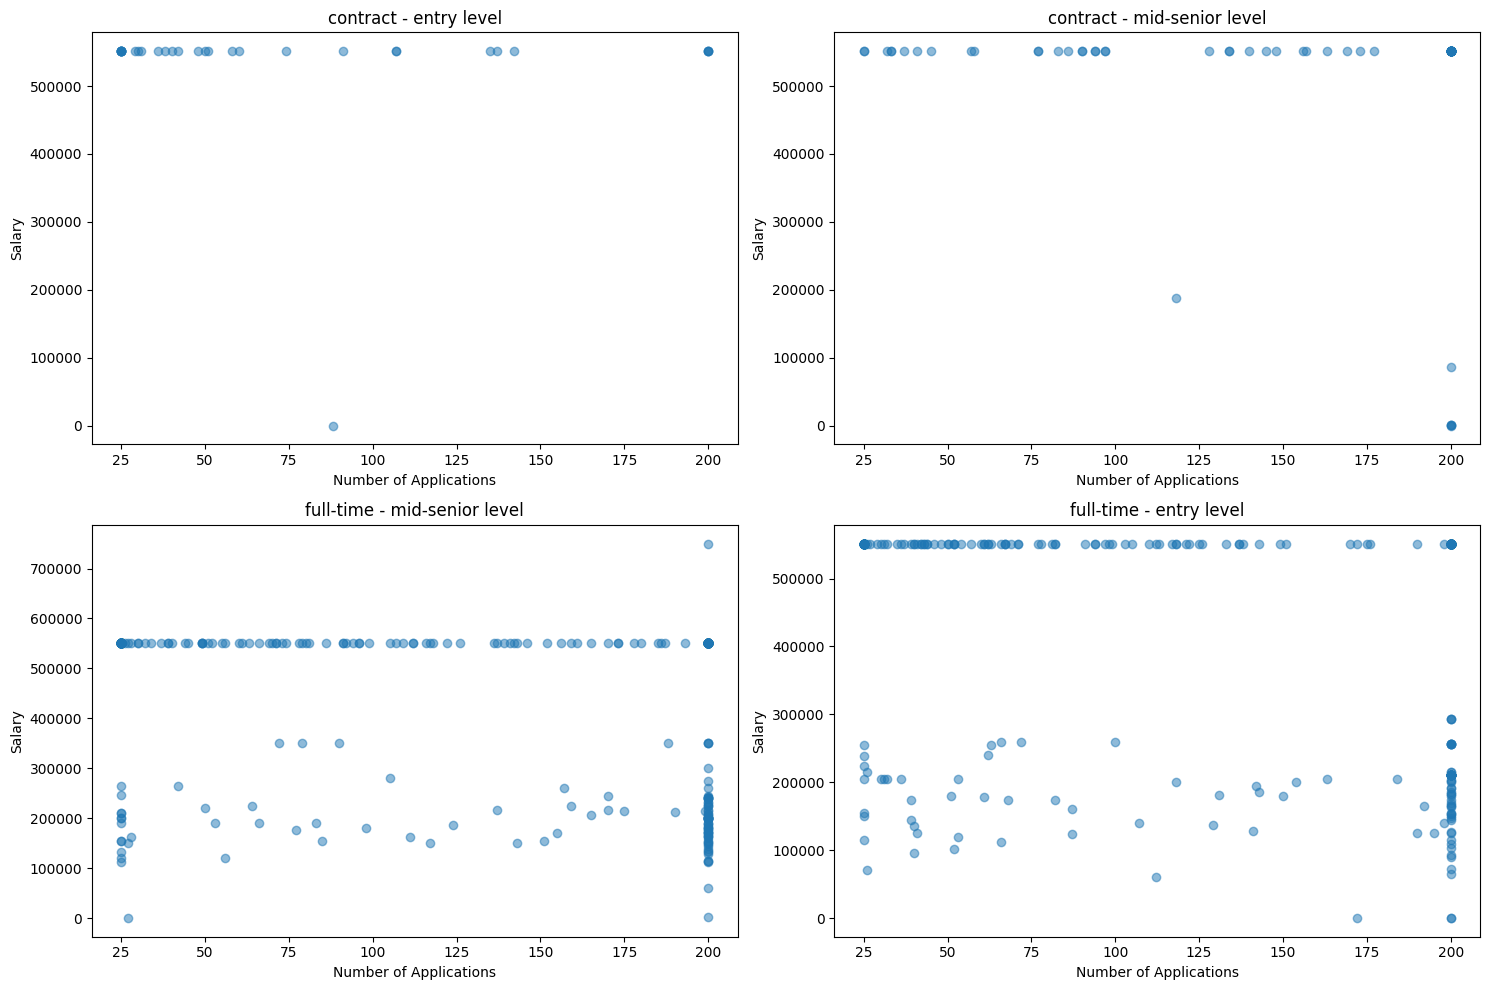 contract - entry level
500000
400000
300000
200000
100000
0
Salary
25 50 75 100 125 150 175 200
Number of Applications
contract - mid-senior level
500000
400000
300000
200000
100000
0
Salary
25 50 75 100 125 150 175 200
Number of Applications
full-time - mid-senior level
700000
600000
500000
400000
300000
200000
100000
0
Salary
25 50 75 100 125 150 175 200
Number of Applications
full-time - entry level
500000
400000
300000
200000
100000
0
Salary
25 50 75 100 125 150 175 200
Number of Applications